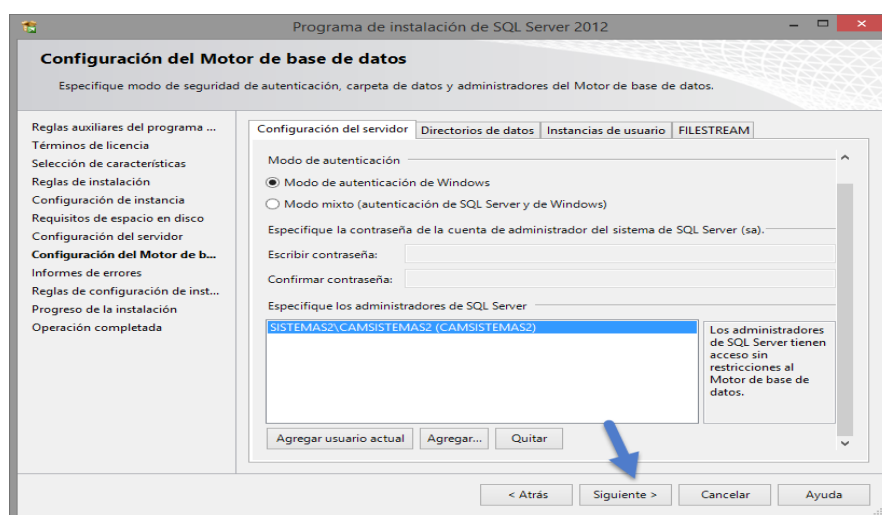 Programa de instalación de SQL Server 2012
Configuración del Motor de base de datos
Especifique modo de seguridad de autenticación, carpeta de datos y administradores del Motor de base de datos.
Reglas auxiliares del programa ...
Términos de licencia
Selección de características
Reglas de instalación
Configuración de instancia
Requisitos de espacio en disco
Configuración del servidor
Configuración del Motor de b...
Informes de errores
Reglas de configuración de inst...
Progreso de la instalación
Operación completada
Configuración del servidor Directorios de datos Instancias de usuario FILESTREAM
Modo de autenticación
Modo de autenticación de Windows
Modo mixto (autenticación de SQL Server y de Windows)
Especifique la contraseña de la cuenta de administrador del sistema de SQL Server (sa).
Escribir contraseña:
Confirmar contraseña:
Especifique los administradores de SQL Server
SISTEMAS2\CAMSISTEMAS2 (CAMSISTEMAS2)
Los administradores
de SQL Server tienen
acceso sin
restricciones al
Motor de base de
datos.
Agregar usuario actual Agregar... Quitar
< Atrás Siguiente > Cancelar Ayuda